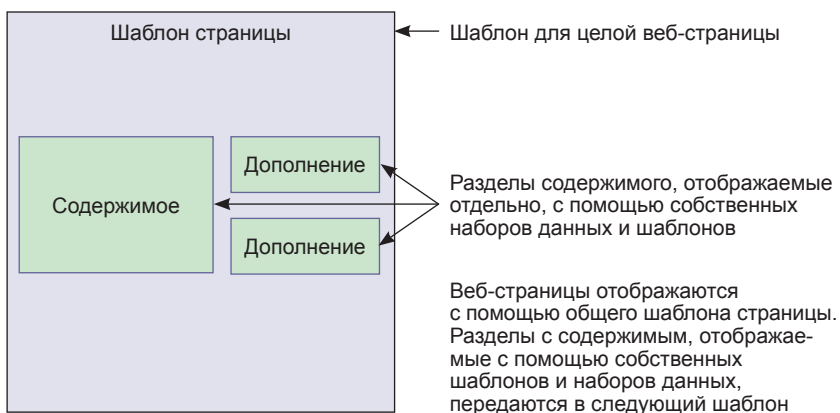 Шаблон страницы
Шаблон для целой веб-страницы
Содержимое
Дополнение
Дополнение
Разделы содержимого, отображаемые
отдельно, с помощью собственных
наборов данных и шаблонов
Веб-страницы отображаются
с помощью общего шаблона страницы.
Разделы с содержимым, отображае-
мые с помощью собственных
шаблонов и наборов данных,
передаются в следующий шаблон